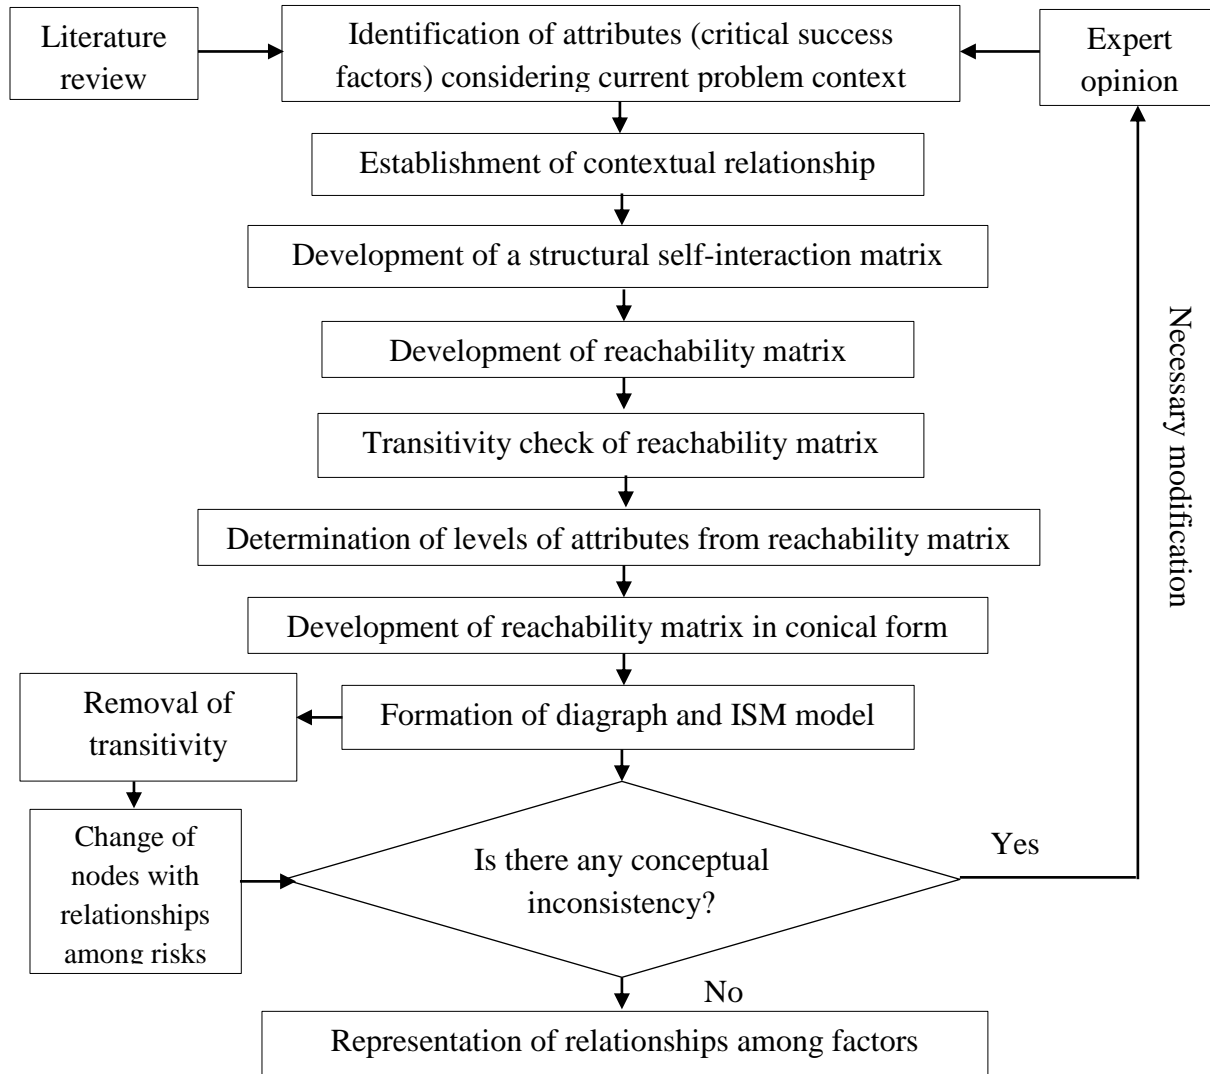 Literature
review
Identification of attributes (critical success
factors) considering current problem context
Expert
opinion
Establishment of contextual relationship
Development of a structural self-interaction matrix
Development of reachability matrix
Transitivity check of reachability matrix
Determination of levels of attributes from reachability matrix
Development of reachability matrix in conical form
Necessary modification
Removal of
transitivity
Formation of diagraph and ISM model
Change of
nodes with
relationships
among risks
Is there any conceptual
inconsistency?
Yes
No
Representation of relationships among factors